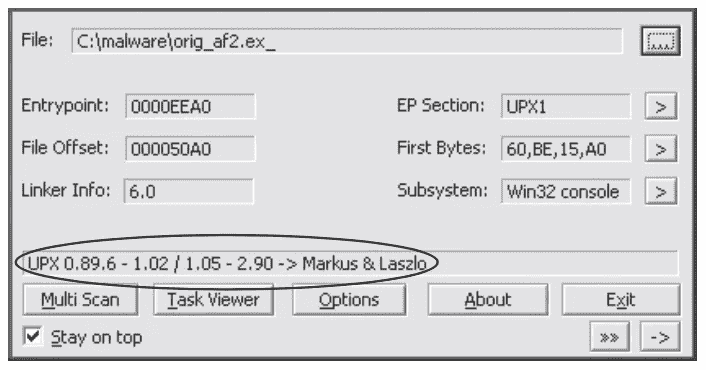 File: C:\malware\orig_af2.ex_ ...
Entrypoint: 0000EEA0 EP Section: UPX1 >
File Offset: 000050A0 First Bytes: 60,BE,15,A0 >
Linker Info: 6.0 Subsystem: Win32 console >
UPX 0.89.6 - 1.02 / 1.05 - 2.90 -> Markus & Laszlo
Multi Scan Task Viewer Options About Exit
Stay on top »» ->